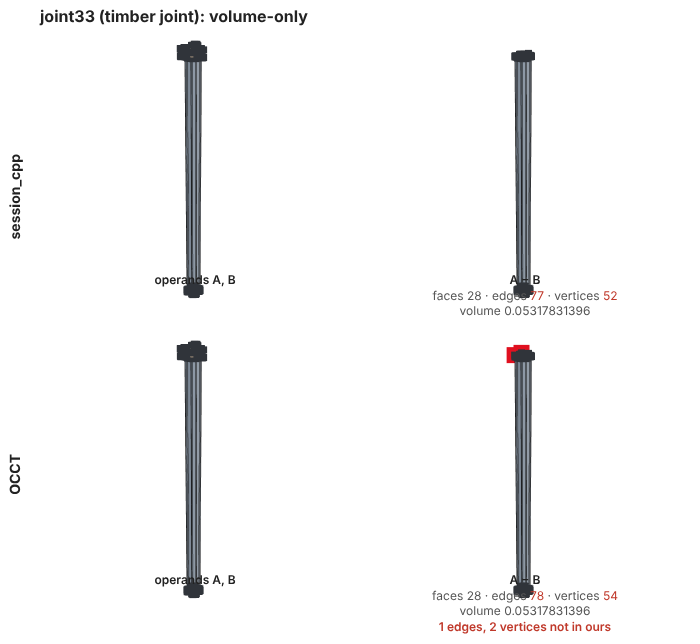 joint33 (timber joint): volume-only
session_cpp
operands A, B
A – B
faces 28 · edges 77 · vertices 52
volume 0.05317831396
OCCT
operands A, B
A – B
faces 28 · edges 78 · vertices 54
volume 0.05317831396
1 edges, 2 vertices not in ours